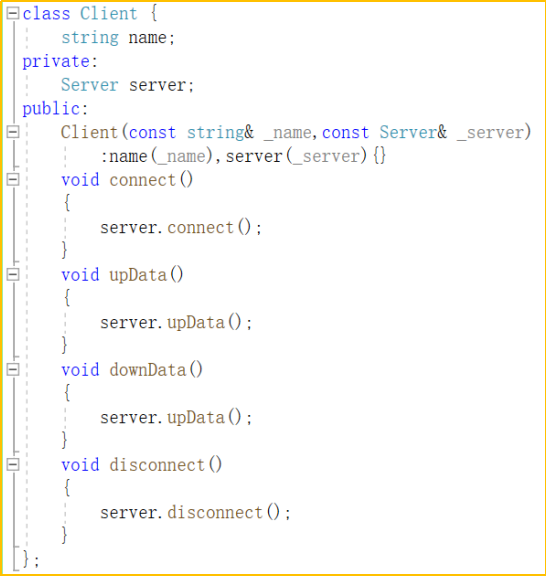 class Client {
    string name;
private:
    Server server;
public:
    Client(const string& _name,const Server& _server)
        :name(_name),server(_server){}
    void connect()
    {
        server.connect();
    }
    void upData()
    {
        server.upData();
    }
    void downData()
    {
        server.upData();
    }
    void disconnect()
    {
        server.disconnect();
    }
};